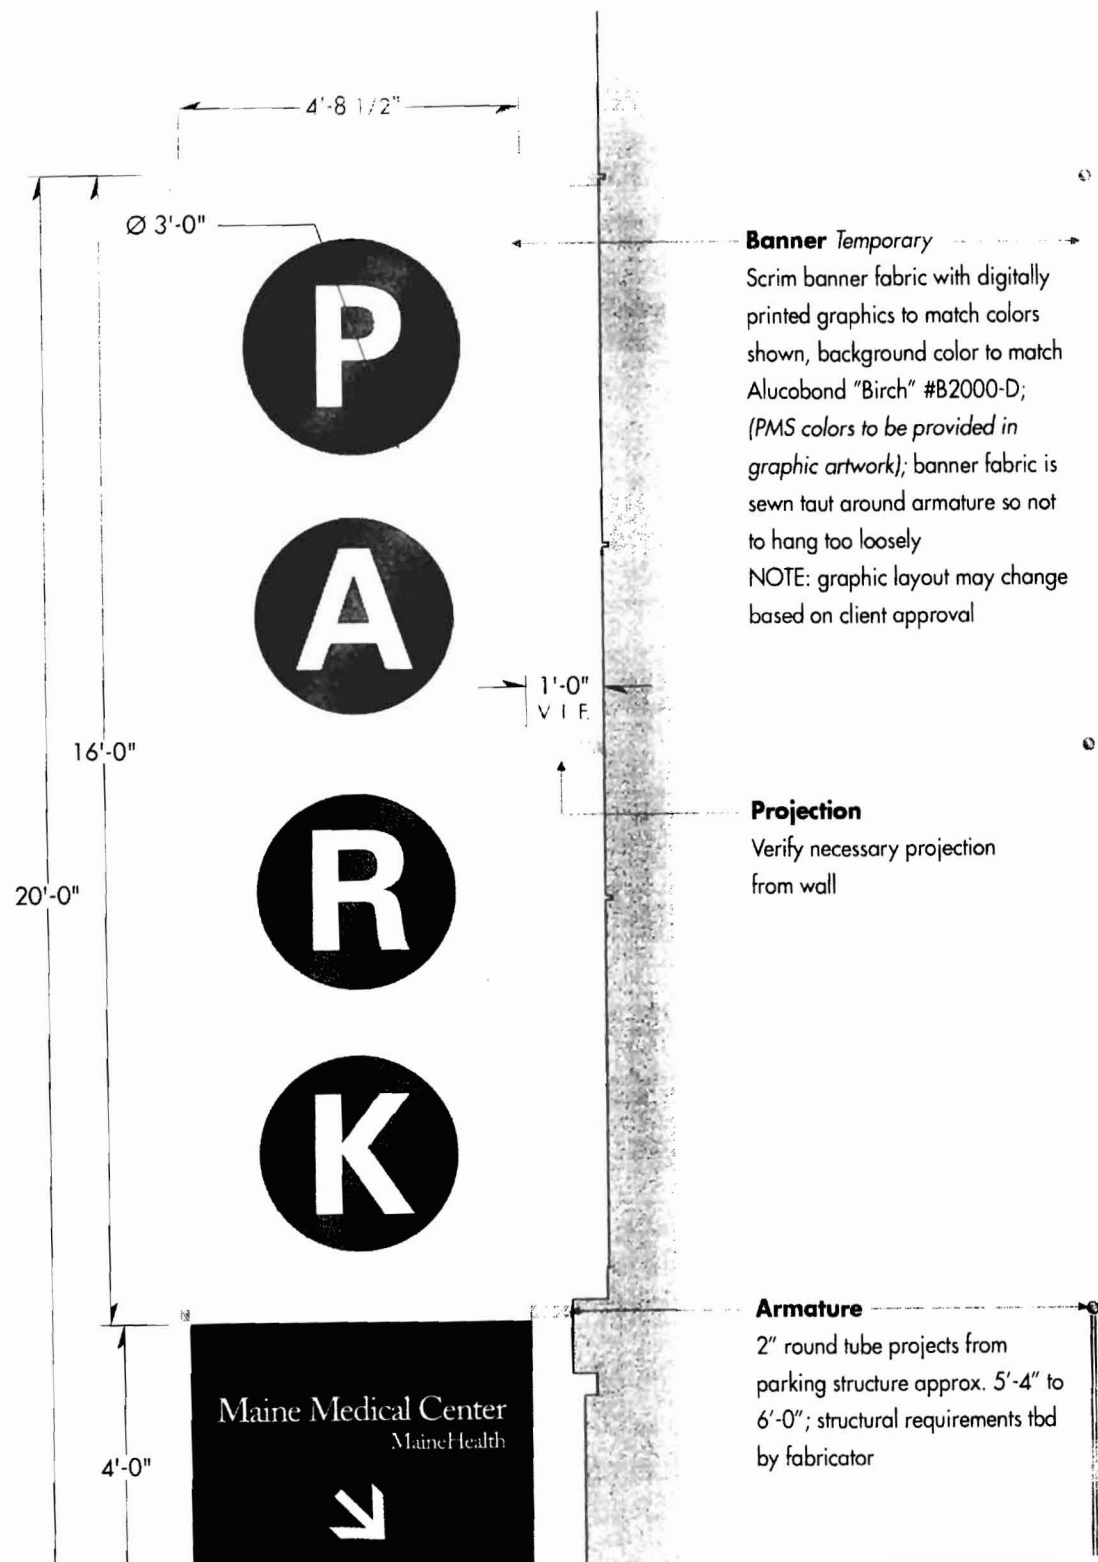 4'-8 1/2"
Ø 3'-0"
P
A
R
K
16'-0"
20'-0"
4'-0"
1'-0"
V I F.
Banner Temporary
Scrim banner fabric with digitally
printed graphics to match colors
shown, background color to match
Alucobond "Birch" #B2000-D;
(PMS colors to be provided in
graphic artwork); banner fabric is
sewn taut around armature so not
to hang too loosely
NOTE: graphic layout may change
based on client approval
Projection
Verify necessary projection
from wall
Armature
2" round tube projects from
parking structure approx. 5'-4" to
6'-0"; structural requirements tbd
by fabricator
Maine Medical Center
MaineHealth